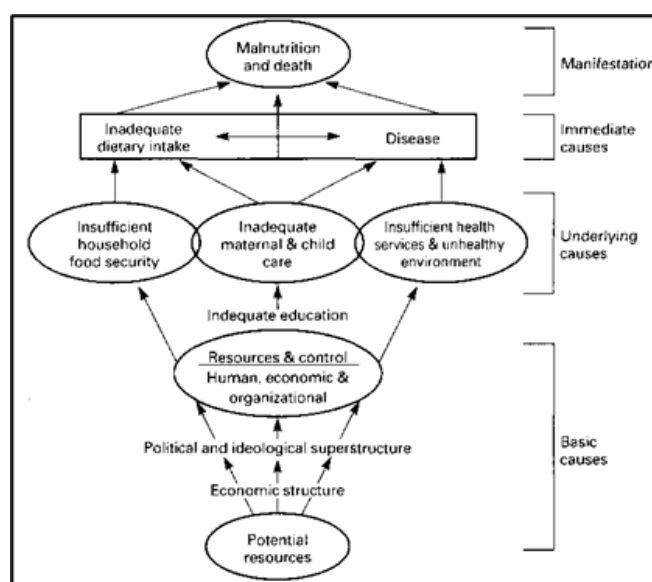 Malnutrition
and death
Manifestation
Inadequate
dietary intake
Disease
Immediate
causes
Insufficient
household
food security
Inadequate
maternal & child
care
Insufficient health
services & unhealthy
environment
Underlying
causes
Indequate education
Resources & control
Human, economic &
organizational
Political and ideological superstructure
Basic
causes
Economic structure
Potential
resources